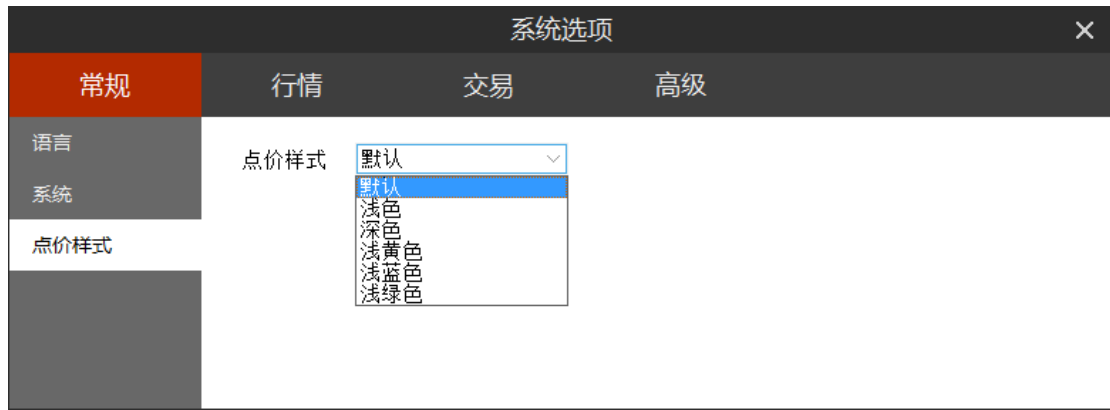 系统选项
常规 行情 交易 高级
语言
系统
点价样式
点价样式 默认
默认
浅色
深色
浅黄色
浅蓝色
浅绿色